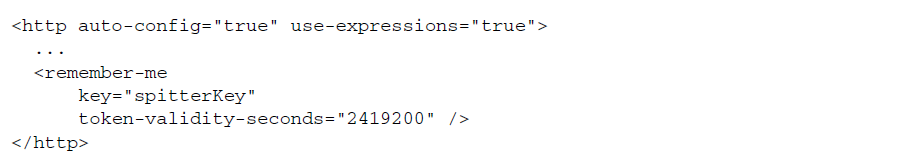 <http auto-config="true" use-expressions="true">
  ...
  <remember-me
      key="spitterKey"
      token-validity-seconds="2419200" />
</http>